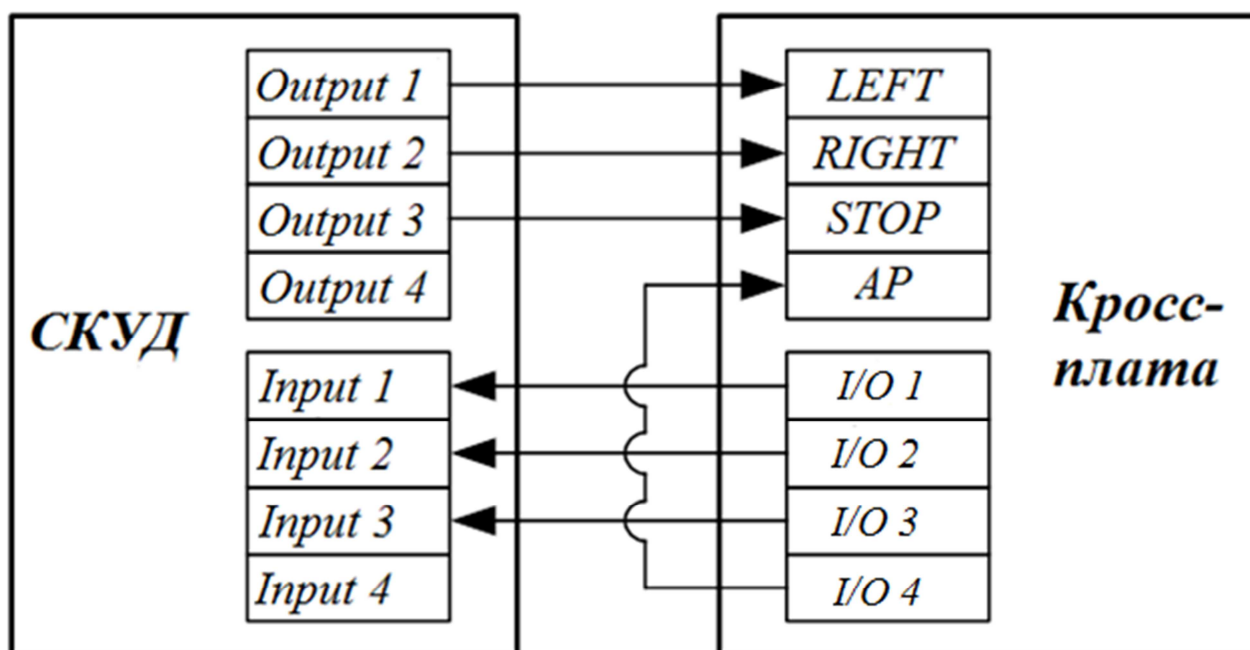 СКУД
Output 1
Output 2
Output 3
Output 4
Input 1
Input 2
Input 3
Input 4
LEFT
RIGHT
STOP
AP
I/O 1
I/O 2
I/O 3
I/O 4
Кросс-
плата